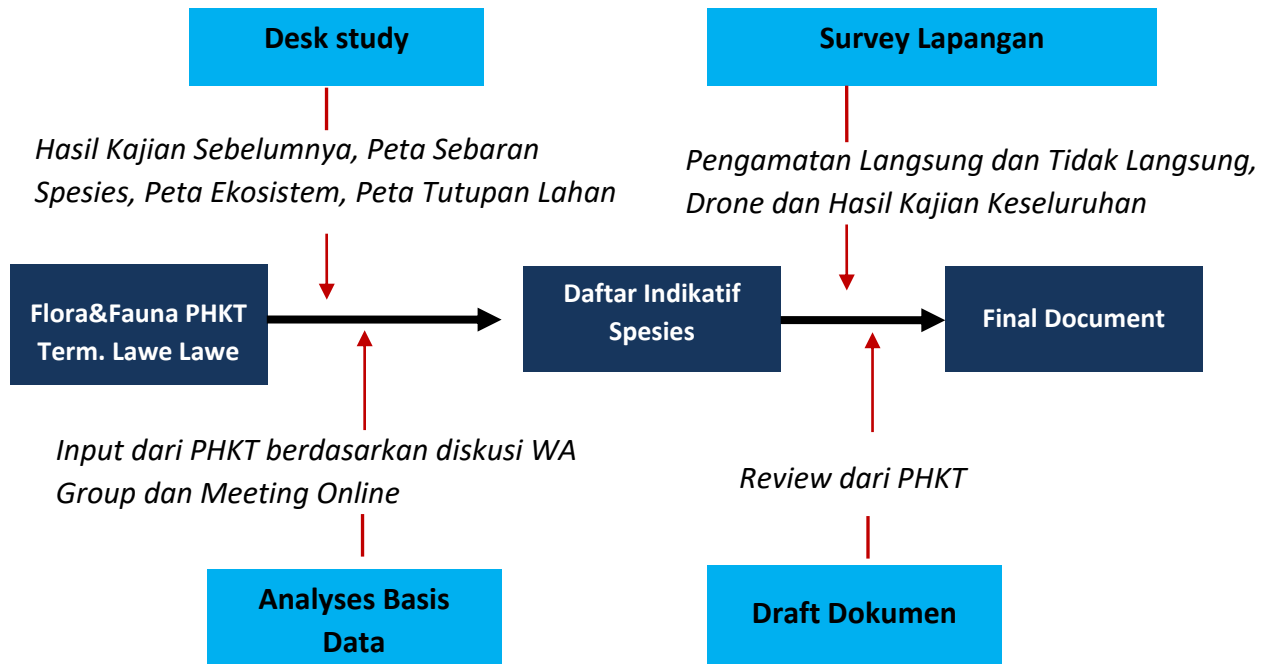 Desk study
Survey Lapangan
Hasil Kajian Sebelumnya, Peta Sebaran
Spesies, Peta Ekosistem, Peta Tutupan Lahan
Pengamatan Langsung dan Tidak Langsung,
Drone dan Hasil Kajian Keseluruhan
Flora&Fauna PHKT
Term. Lawe Lawe
Daftar Indikatif
Spesies
Final Document
Input dari PHKT berdasarkan diskusi WA
Group dan Meeting Online
Review dari PHKT
Analyses Basis
Data
Draft Dokumen